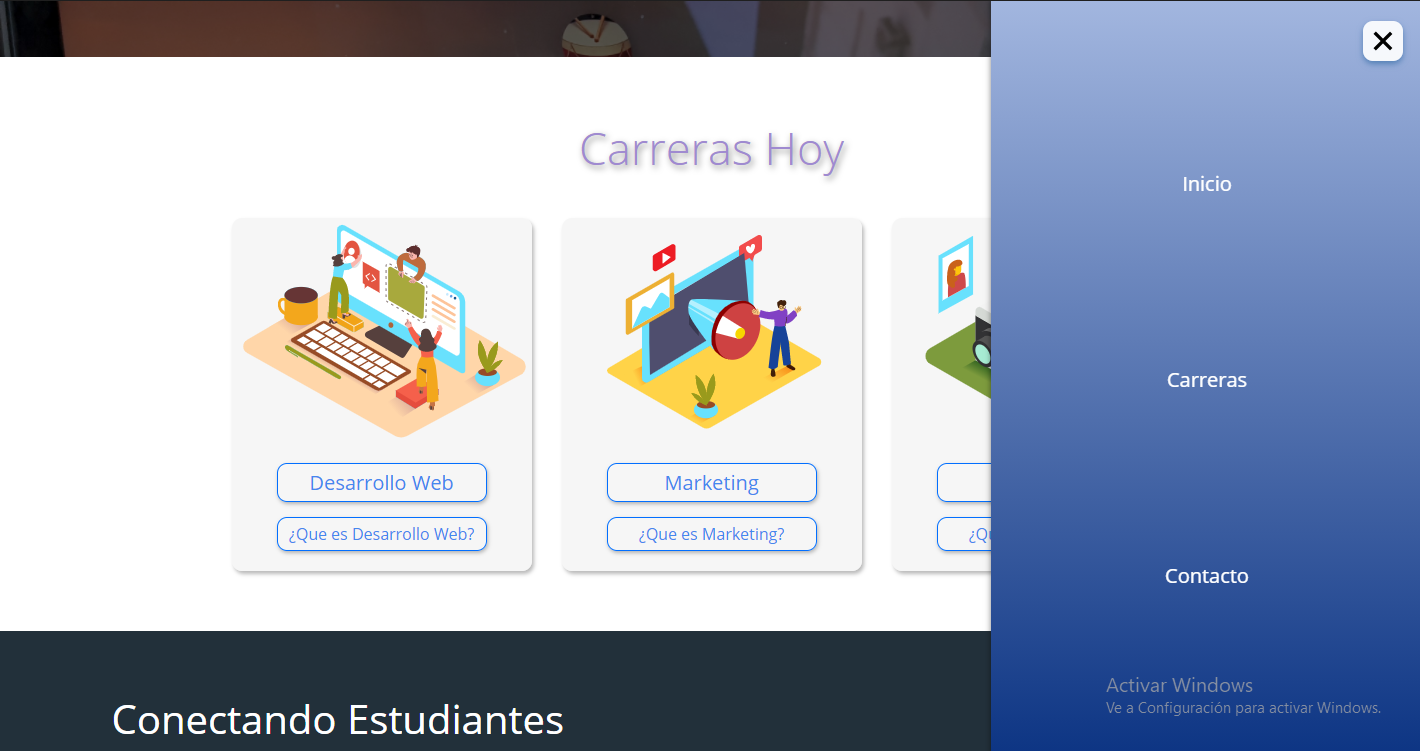 Carreras Hoy
Desarrollo Web
¿Que es Desarrollo Web?
Marketing
¿Que es Marketing?
Conectando Estudiantes
Inicio
Carreras
Contacto
Activar Windows
Ve a Configuración para activar Windows.